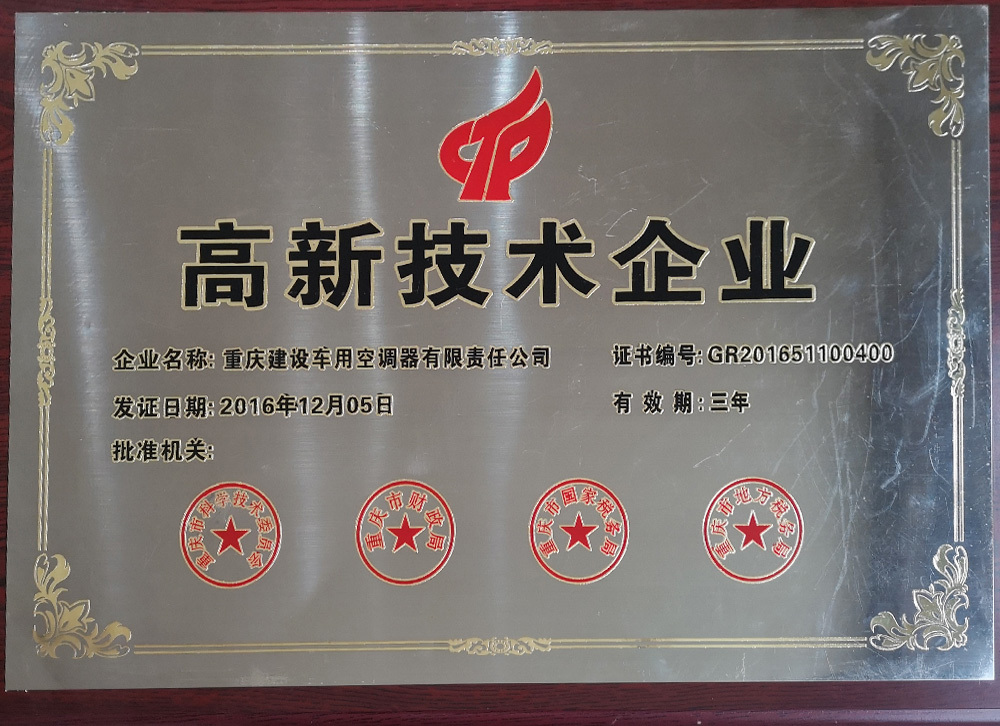 高新技术企业
企业名称: 重庆建设车用空调器有限责任公司 证书编号: GR201651100400
发证日期: 2016年12月05日 有效期: 三年
批准机关:
重庆市科学技术委员会
重庆市财政局
重庆市国家税务局
重庆市地方税务局